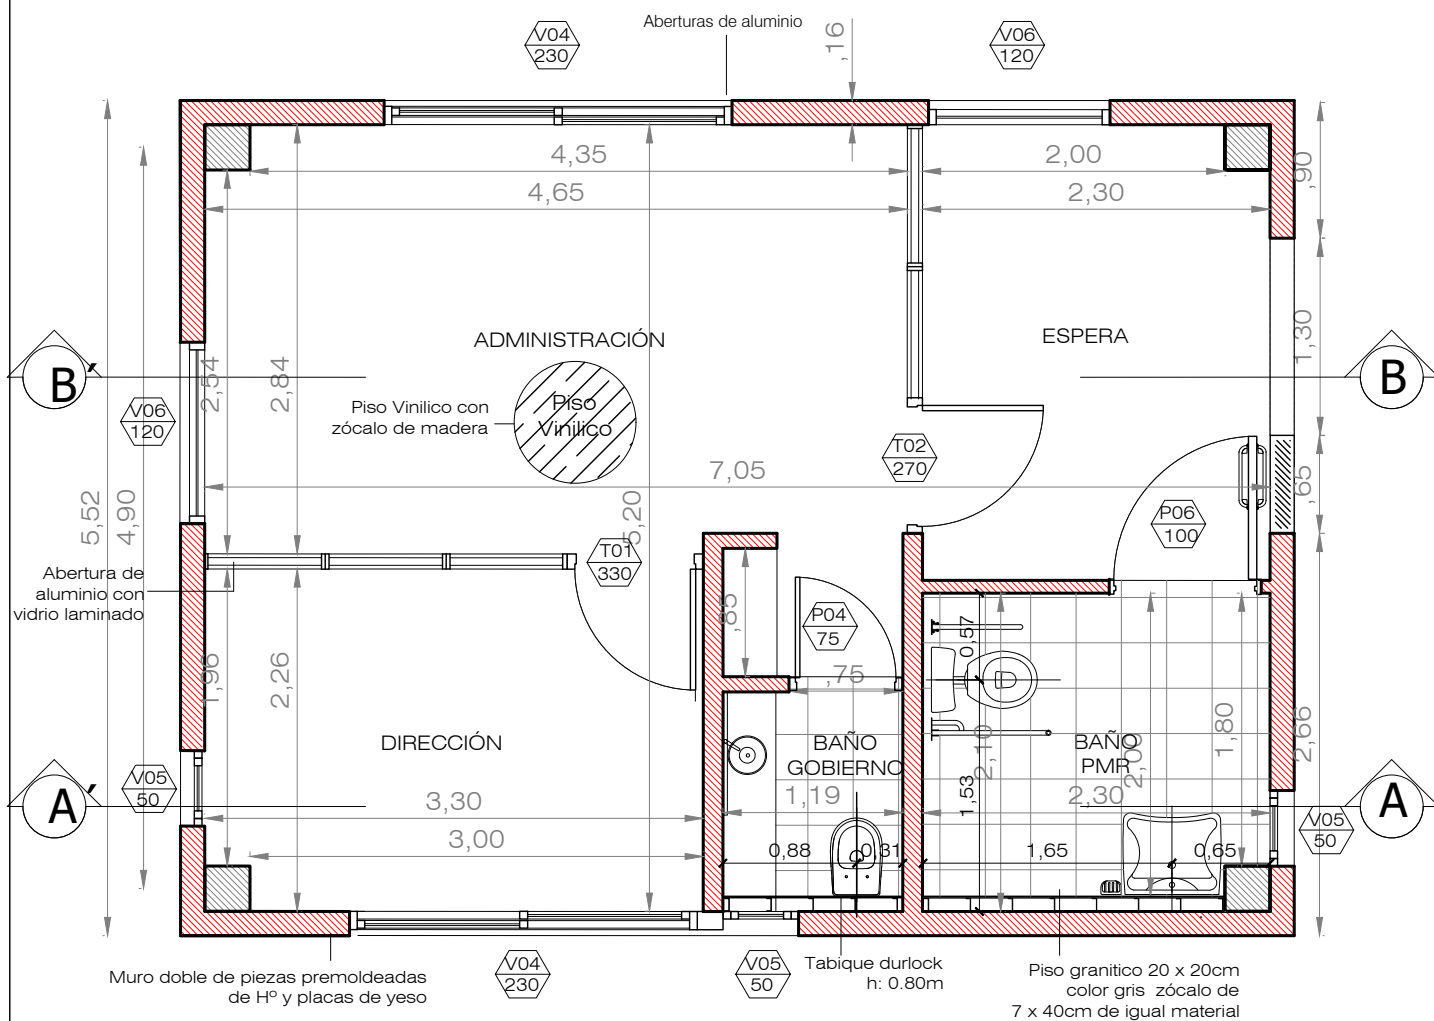 V04
230
Aberturas de aluminio
,16
V06
120
4,35
4,65
2,00
2,30
,90
ADMINISTRACIÓN
ESPERA
1,30
B´
B
2,54
2,84
V06
120
Piso Vinilico con
zócalo de madera
Piso
Vinilico
T02
270
7,05
,65
5,52
4,90
5,20
P06
100
T01
330
Abertura de
aluminio con
vidrio laminado
,85
P04
75
0,57
1,96
2,26
,75
1,80
2,66
DIRECCIÓN
BAÑO
GOBIERNO
2,10
BAÑO
PMR
2,00
V05
50
A´
A
3,30
1,19
1,53
2,30
V05
50
3,00
0,88
0,31
1,65
0,65
Muro doble de piezas premoldeadas
de Hº y placas de yeso
V04
230
V05
50
Tabique durlock
h: 0.80m
Piso granitico 20 x 20cm
color gris zócalo de
7 x 40cm de igual material